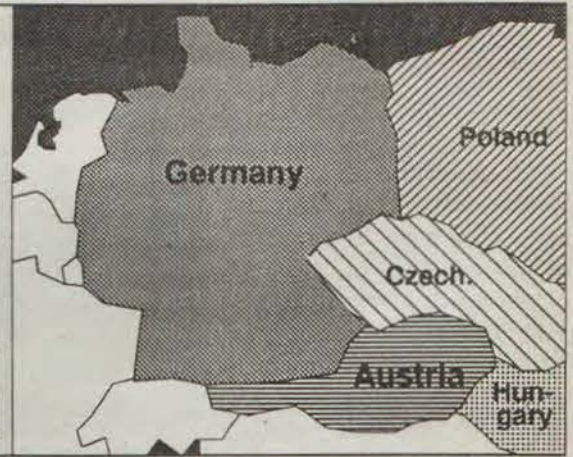 Poland
Germany
Czech.
Austria
Hun-
gary